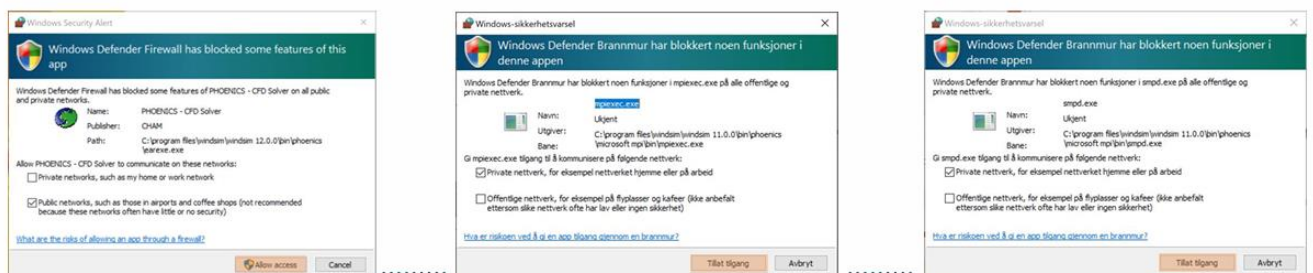 Windows Security Alert
Windows Defender Firewall has blocked some features of this
app
Windows Defender Firewall has blocked some features of PHOENICS - CFD Solver on all public
and private networks.
Name: PHOENICS - CFD Solver
Publisher: CHAM
Path: C:\program files\windsim\windsim 12.0.0\bin\phoenics
\earexe.exe
Allow PHOENICS - CFD Solver to communicate on these networks:
Private networks, such as my home or work network
Public networks, such as those in airports and coffee shops (not recommended
because these networks often have little or no security)
What are the risks of allowing an app through a firewall?
Allow access Cancel
Windows-sikkerhetsvarsel
Windows Defender Brannmur har blokkert noen funksjoner i
denne appen
Windows Defender Brannmur har blokkert noen funksjoner i mpiexec.exe på alle offentlige og
private nettverk.
mpiexec.exe
Navn: Ukjent
Utgiver: C:\program files\windsim\windsim 11.0.0\bin\phoenics
Bane: \microsoft mpi\bin\mpiexec.exe
Gi mpiexec.exe tilgang til å kommunisere på følgende nettverk:
Private nettverk, for eksempel nettverket hjemme eller på arbeid
Offentlige nettverk, for eksempel på flyplasser og kafeer (ikke anbefalt
ettersom slike nettverk ofte har lav eller ingen sikkerhet)
Hva er risikoen ved å gi en app tilgang gjennom en brannmur?
Tillat tilgang Avbryt
Windows-sikkerhetsvarsel
Windows Defender Brannmur har blokkert noen funksjoner i
denne appen
Windows Defender Brannmur har blokkert noen funksjoner i smpd.exe på alle offentlige og
private nettverk.
smpd.exe
Navn: Ukjent
Utgiver: C:\program files\windsim\windsim 11.0.0\bin\phoenics
Bane: \microsoft mpi\bin\smpd.exe
Gi smpd.exe tilgang til å kommunisere på følgende nettverk:
Private nettverk, for eksempel nettverket hjemme eller på arbeid
Offentlige nettverk, for eksempel på flyplasser og kafeer (ikke anbefalt
ettersom slike nettverk ofte har lav eller ingen sikkerhet)
Hva er risikoen ved å gi en app tilgang gjennom en brannmur?
Tillat tilgang Avbryt